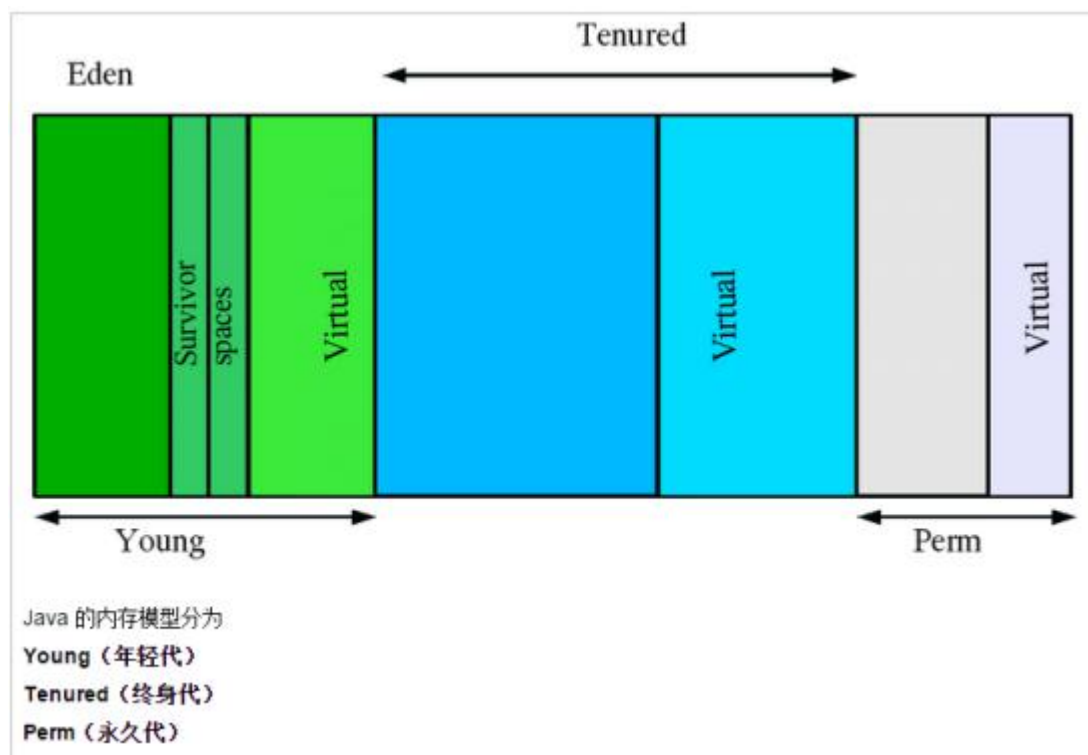 Tenured
Eden
Survivor
spaces
Virtual
Virtual
Virtual
Young
Perm
Java 的内存模型分为
Young（年轻代）
Tenured（终身代）
Perm（永久代）